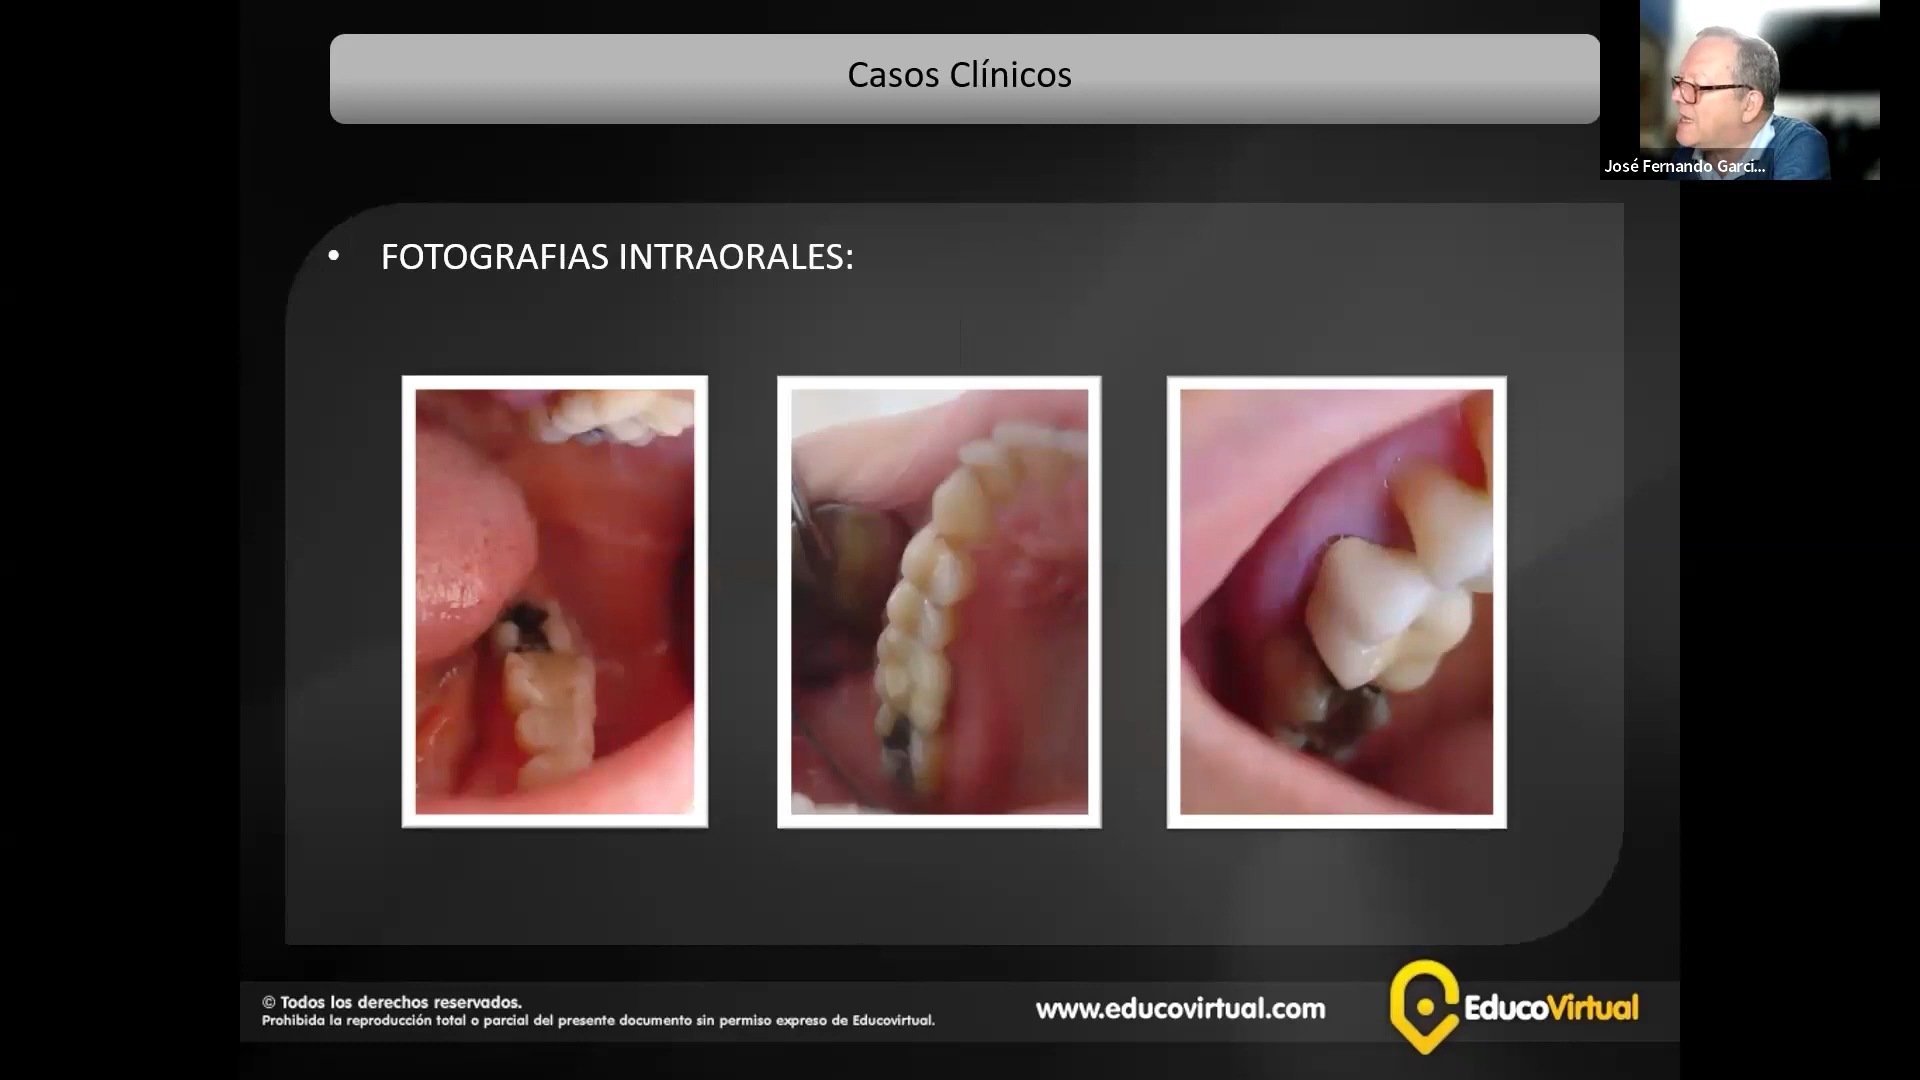 Casos Clínicos
José Fernando Garci...
• FOTOGRAFIAS INTRAORALES:
© Todos los derechos reservados.
Prohibida la reproducción total o parcial del presente documento sin permiso expreso de Educovirtual.
www.educovirtual.com
EducoVirtual